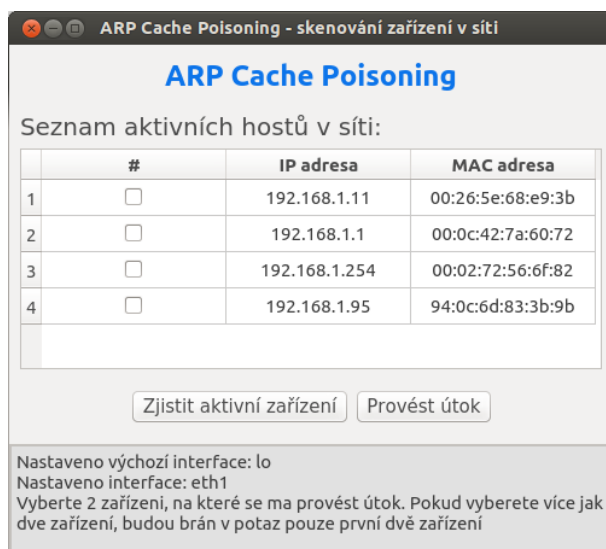 ARP Cache Poisoning - skenování zařízení v síti
ARP Cache Poisoning
Seznam aktivních hostů v síti:
# IP adresa MAC adresa
1 192.168.1.11 00:26:5e:68:e9:3b
2 192.168.1.1 00:0c:42:7a:60:72
3 192.168.1.254 00:02:72:56:6f:82
4 192.168.1.95 94:0c:6d:83:3b:9b
Zjistit aktivní zařízení Provést útok
Nastaveno výchozí interface: lo
Nastaveno interface: eth1
Vyberte 2 zařízeni, na které se ma provést útok. Pokud vyberete více jak
dve zařízení, budou brán v potaz pouze první dvě zařízení